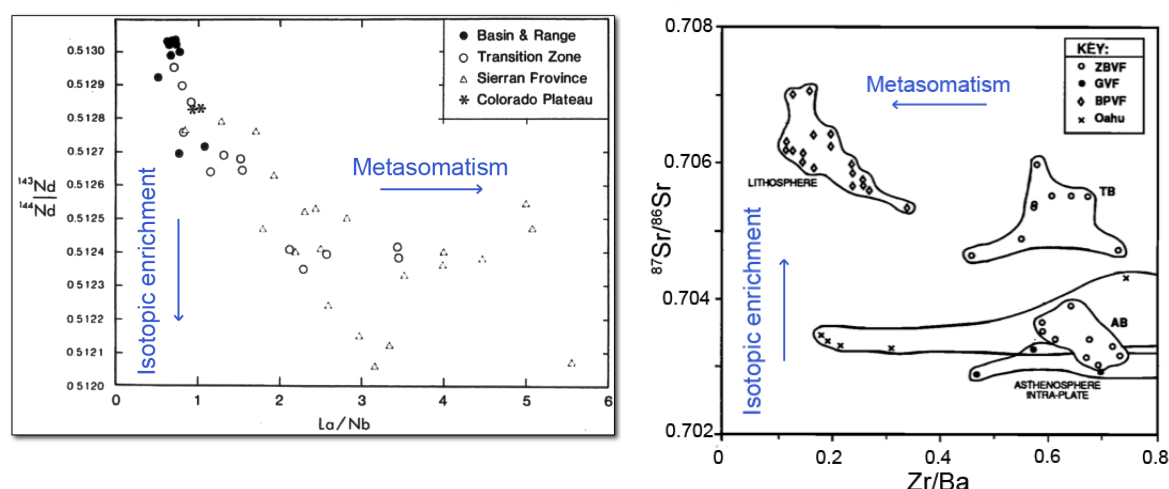 0.5130
0.5129
0.5128
0.5127
0.5126
0.5125
0.5124
0.5123
0.5122
0.5121
0.5120
143Nd
144Nd
Isotopic enrichment
Metasomatism
Basin & Range
Transition Zone
Sierran Frovince
Colorado Plateau
0 1 2 3 4 5 6
La/Nb
0.708
0.706
0.704
0.702
87Sr/86Sr
Isotopic enrichment
Metasomatism
KEY:
ZBVF
GVF
BPVF
Oahu
LITHOSPHERE
TB
AB
ASTHENOSPHERE
INTRA-PLATE
0 0.2 0.4 0.6 0.8
Zr/Ba